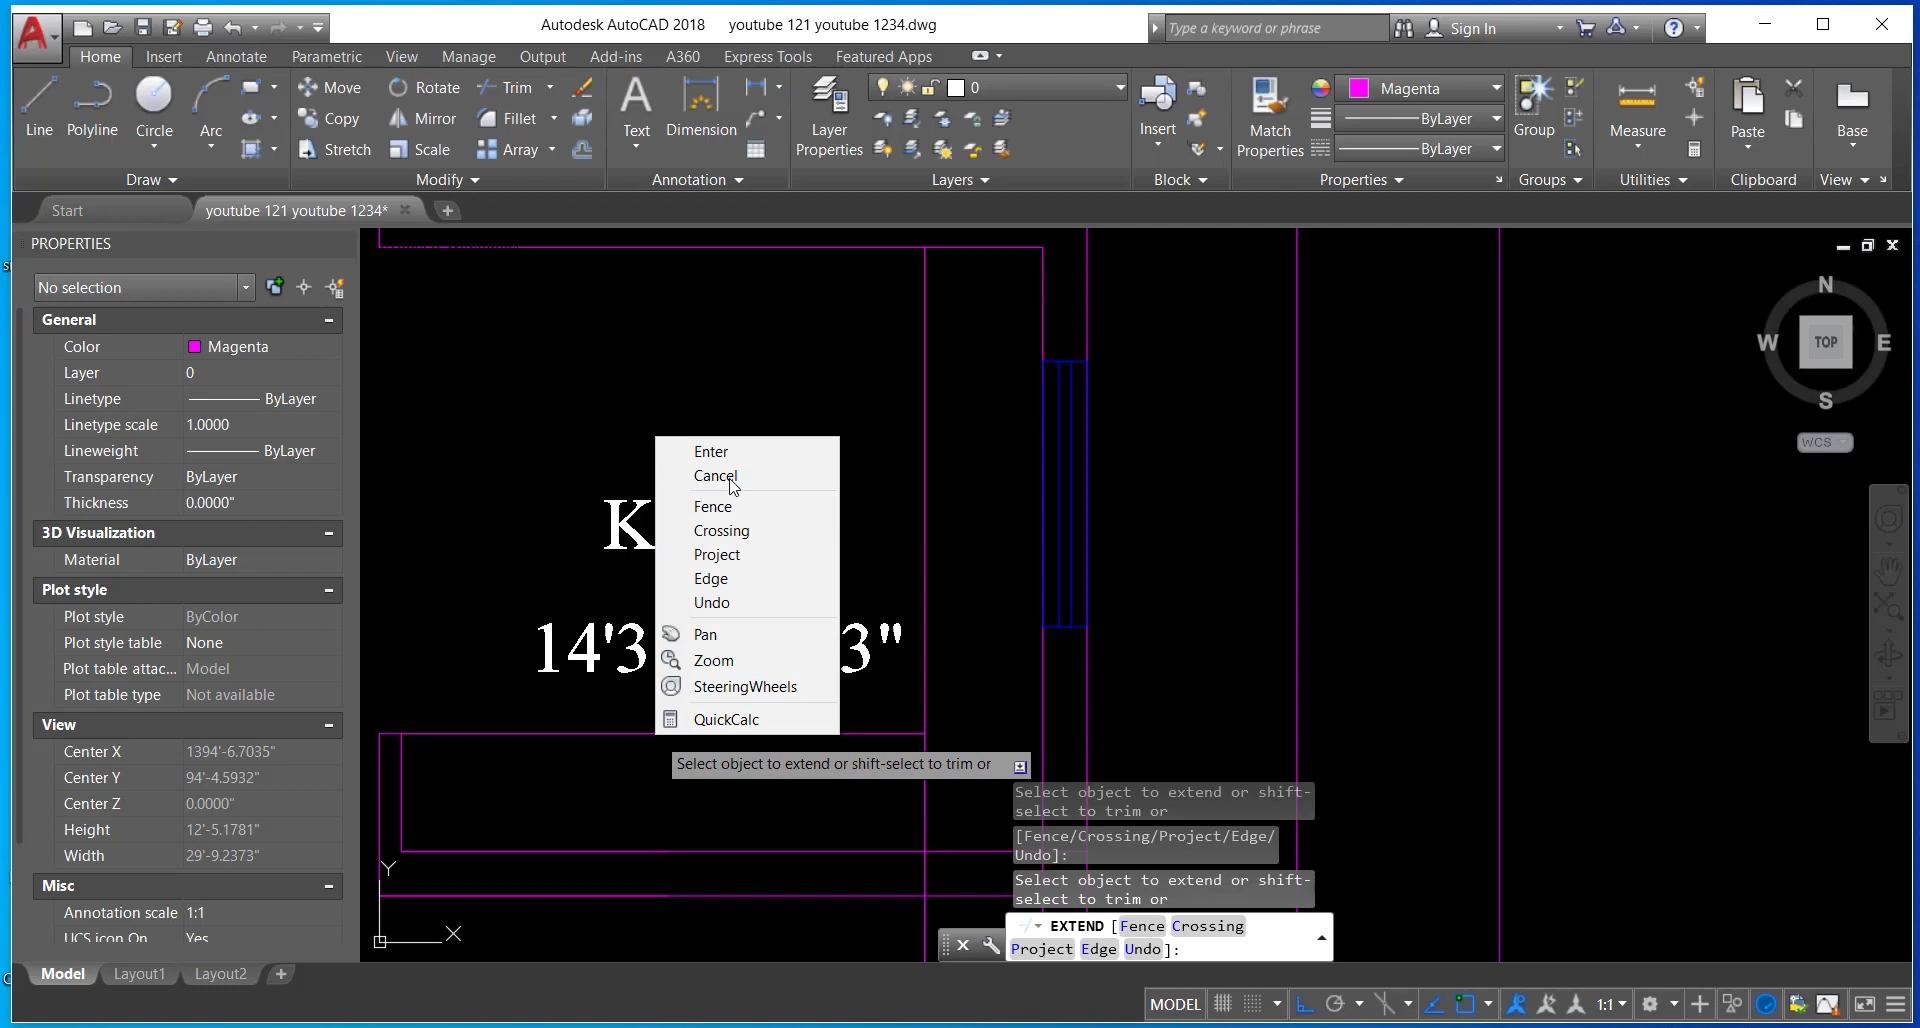 Autodesk AutoCAD 2018 youtube 121 youtube 1234.dwg
Type a keyword or phrase
Sign In
Home Insert Annotate Parametric View Manage Output Add-ins A360 Express Tools Featured Apps
Line Polyline Circle Arc
Move Rotate Trim
Copy Mirror Fillet
Stretch Scale Array
Text Dimension
Layer Properties
0
Insert
Match Properties
Magenta
ByLayer
ByLayer
Group
Measure
Paste
Base
Draw Modify Annotation Layers Block Properties Groups Utilities Clipboard View
Start youtube 121 youtube 1234*
PROPERTIES
No selection
General
Color Magenta
Layer 0
Linetype ByLayer
Linetype scale 1.0000
Lineweight ByLayer
Transparency ByLayer
Thickness 0.0000"
3D Visualization
Material ByLayer
Plot style
Plot style ByColor
Plot style table None
Plot table attac... Model
Plot table type Not available
View
Center X 1394'-6.7035"
Center Y 94'-4.5932"
Center Z 0.0000"
Height 12'-5.1781"
Width 29'-9.2373"
Misc
Annotation scale 1:1
UCS icon On Yes
K
14'3 3"
Enter
Cancel
Fence
Crossing
Project
Edge
Undo
Pan
Zoom
SteeringWheels
QuickCalc
Select object to extend or shift-select to trim or
Select object to extend or shift-
select to trim or
[Fence/Crossing/Project/Edge/
Undo]:
Select object to extend or shift-
select to trim or
EXTEND [Fence Crossing
Project Edge Undo]:
N
W TOP E
S
WCS
Y
X
Model Layout1 Layout2
MODEL 1:1